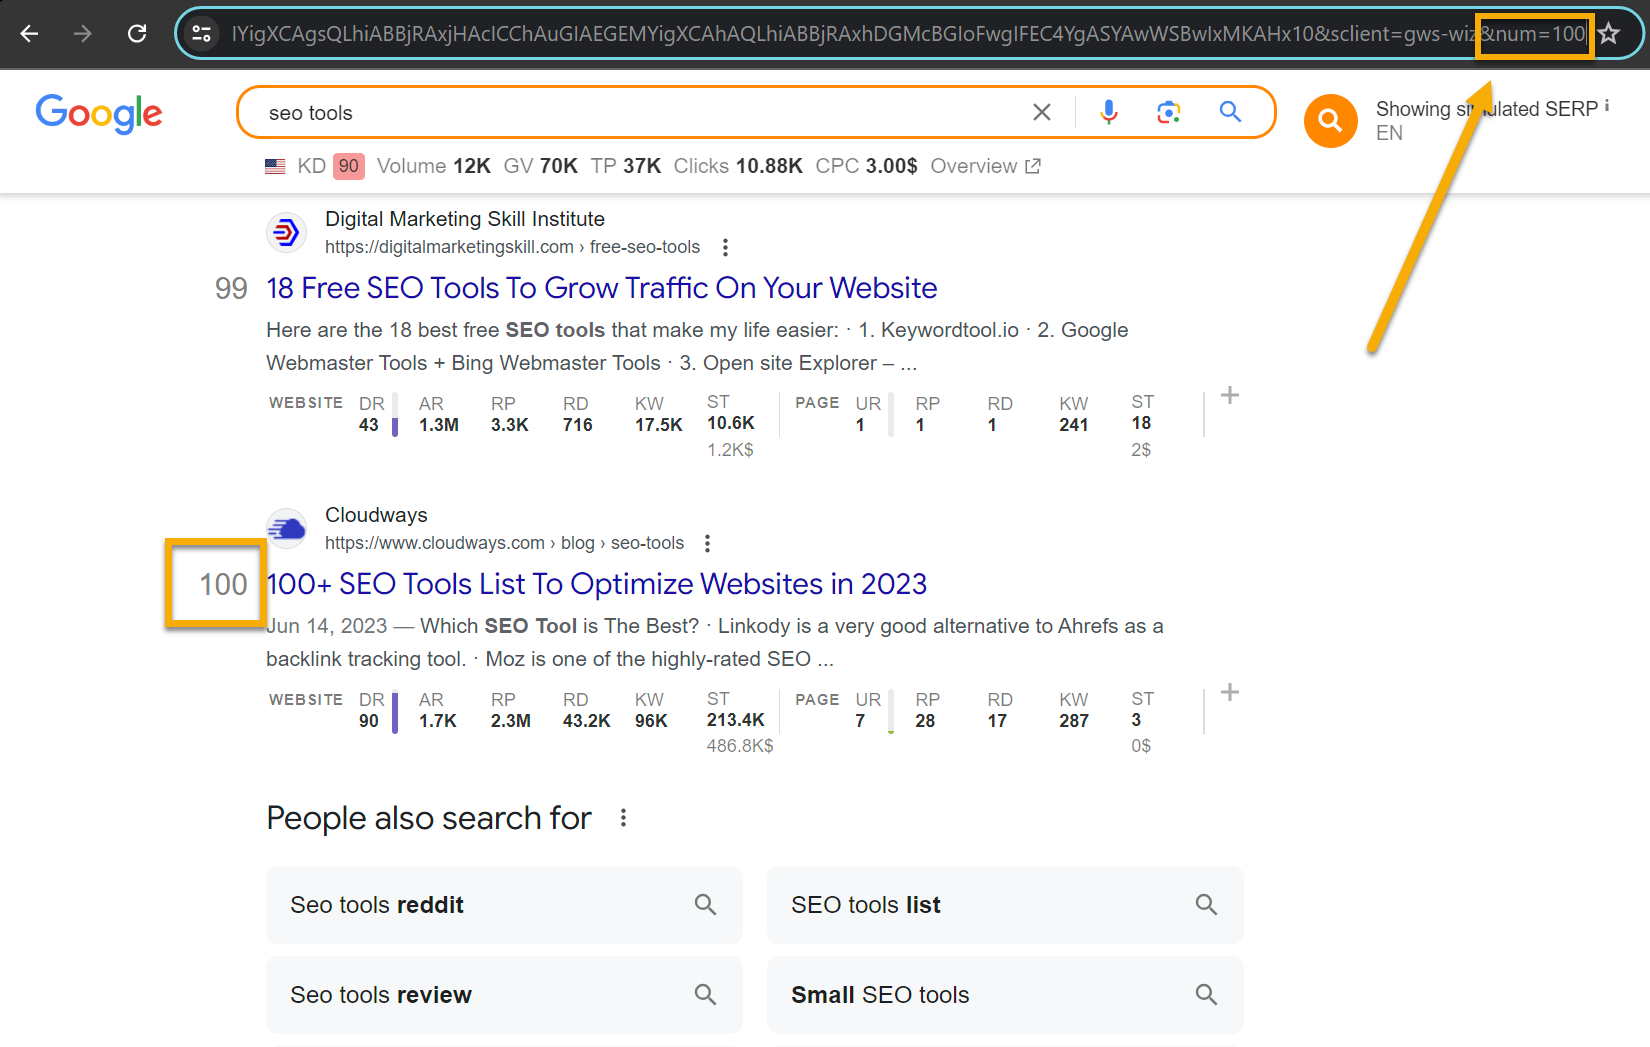 lYigXCAgsQLhiABBjRAxjHAcICChAuGIAEGEMYigXCAhAQLhiABBjRAxhDGMcBGIoFwgIFEC4YgASYAwWSBwIxMKAHx10&sclient=gws-wiz&num=100
Google
seo tools
Showing simulated SERP i
EN
KD 90 Volume 12K GV 70K TP 37K Clicks 10.88K CPC 3.00$ Overview
Digital Marketing Skill Institute
https://digitalmarketingskill.com › free-seo-tools
99 18 Free SEO Tools To Grow Traffic On Your Website
Here are the 18 best free SEO tools that make my life easier: · 1. Keywordtool.io · 2. Google
Webmaster Tools + Bing Webmaster Tools · 3. Open site Explorer – ...
WEBSITE DR AR RP RD KW ST PAGE UR RP RD KW ST
43 1.3M 3.3K 716 17.5K 10.6K 1 1 1 241 18
1.2K$ 2$
Cloudways
https://www.cloudways.com › blog › seo-tools
100 100+ SEO Tools List To Optimize Websites in 2023
Jun 14, 2023 — Which SEO Tool is The Best? · Linkody is a very good alternative to Ahrefs as a
backlink tracking tool. · Moz is one of the highly-rated SEO ...
WEBSITE DR AR RP RD KW ST PAGE UR RP RD KW ST
90 1.7K 2.3M 43.2K 96K 213.4K 7 28 17 287 3
486.8K$ 0$
People also search for
Seo tools reddit
SEO tools list
Seo tools review
Small SEO tools